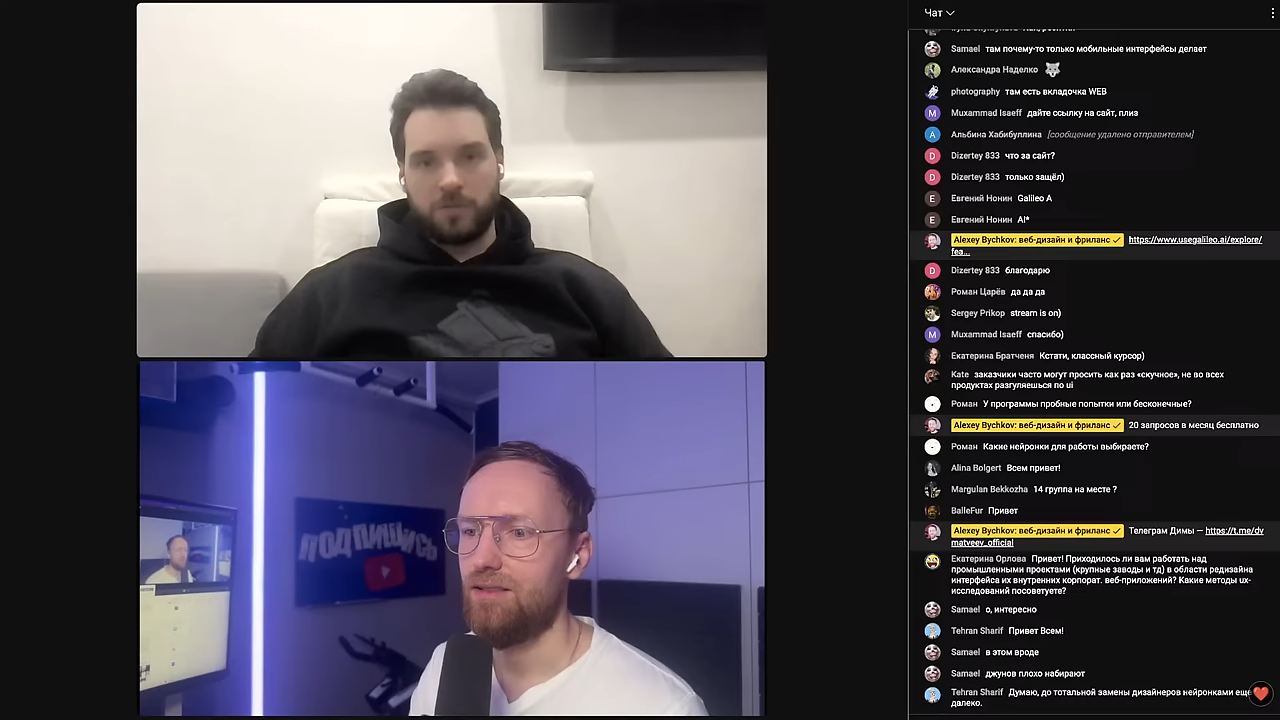 Чат
Samael там почему-то только мобильные интерфейсы делает
Александра Наделко
photography там есть вкладочка WEB
Muxammad Isaeff дайте ссылку на сайт, плиз
Альбина Хабибуллина [сообщение удалено отправителем]
Dizertey 833 что за сайт?
Dizertey 833 только зашёл)
Евгений Нонин Galileo A
Евгений Нонин AI*
Alexey Bychkov: веб-дизайн и фриланс https://www.usegalileo.ai/explore/
fea...
Dizertey 833 благодарю
Роман Царёв да да да
Sergey Prikop stream is on)
Muxammad Isaeff спасибо)
Екатерина Братченя Кстати, классный курсор)
Kate заказчики часто могут просить как раз «скучное», не во всех
продуктах разгуляешься по ui
Роман У программы пробные попытки или бесконечные?
Alexey Bychkov: веб-дизайн и фриланс 20 запросов в месяц бесплатно
Роман Какие нейронки для работы выбираете?
Alina Bolgert Всем привет!
Margulan Bekkozha 14 группа на месте ?
BalleFur Привет
Alexey Bychkov: веб-дизайн и фриланс Телеграм Димы — https://t.me/dv
matveev_official
Екатерина Орлова Привет! Приходилось ли вам работать над
промышленными проектами (крупные заводы и тд) в области редизайна
интерфейса их внутренних корпорат. веб-приложений? Какие методы ux-
исследований посоветуете?
Samael о, интересно
Tehran Sharif Привет Всем!
Samael в этом вроде
Samael джунов плохо набирают
Tehran Sharif Думаю, до тотальной замены дизайнеров нейронками еще
далеко.
ПОДПИШИСЬ